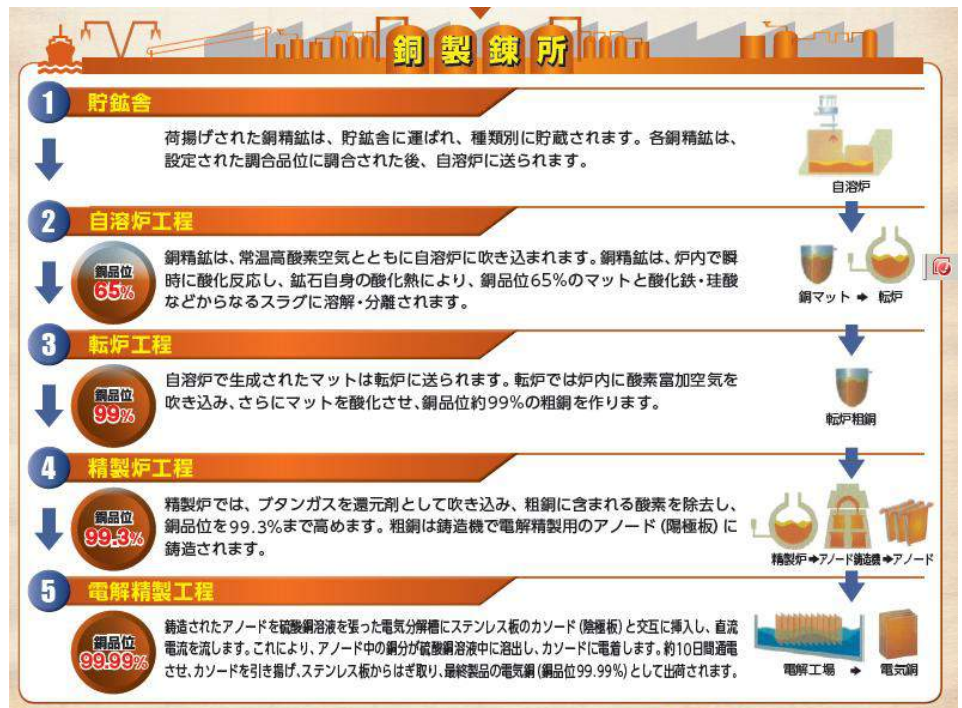 銅製錬所
1 貯鉱舎
荷揚げされた銅精鉱は、貯鉱舎に運ばれ、種類別に貯蔵されます。各銅精鉱は、
設定された調合品位に調合された後、自溶炉に送られます。
自溶炉
2 自溶炉工程
銅品位
65%
銅精鉱は、常温高酸素空気とともに自溶炉に吹き込まれます。銅精鉱は、炉内で瞬
時に酸化反応し、鉱石自身の酸化熱により、銅品位65%のマットと酸化鉄・珪酸
などからなるスラグに溶解・分離されます。
銅マット ➡ 転炉
3 転炉工程
銅品位
99%
自溶炉で生成されたマットは転炉に送られます。転炉では炉内に酸素富加空気を
吹き込み、さらにマットを酸化させ、銅品位約99%の粗銅を作ります。
転炉粗銅
4 精製炉工程
銅品位
99.3%
精製炉では、ブタンガスを還元剤として吹き込み、粗銅に含まれる酸素を除去し、
銅品位を99.3%まで高めます。粗銅は鋳造機で電解精製用のアノード(陽極板)に
鋳造されます。
精製炉➡アノード鋳造機➡アノード
5 電解精製工程
銅品位
99.99%
鋳造されたアノードを硫酸銅溶液を張った電気分解槽にステンレス板のカソード(陰極板)と交互に挿入し、直流
電流を流します。これにより、アノード中の銅分が硫酸銅溶液中に溶出し、カソードに電着します。約10日間通電
させ、カソードを引き揚げ、ステンレス板からはぎ取り、最終製品の電気銅(銅品位99.99%)として出荷されます。
電解工場 ➡ 電気銅